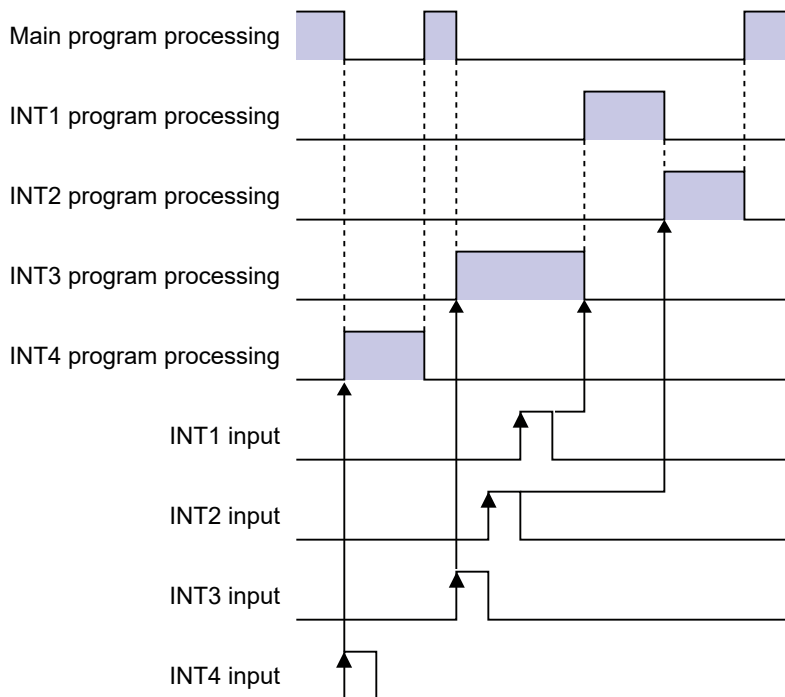 Main program processing
INT1 program processing
INT2 program processing
INT3 program processing
INT4 program processing
INT1 input
INT2 input
INT3 input
INT4 input